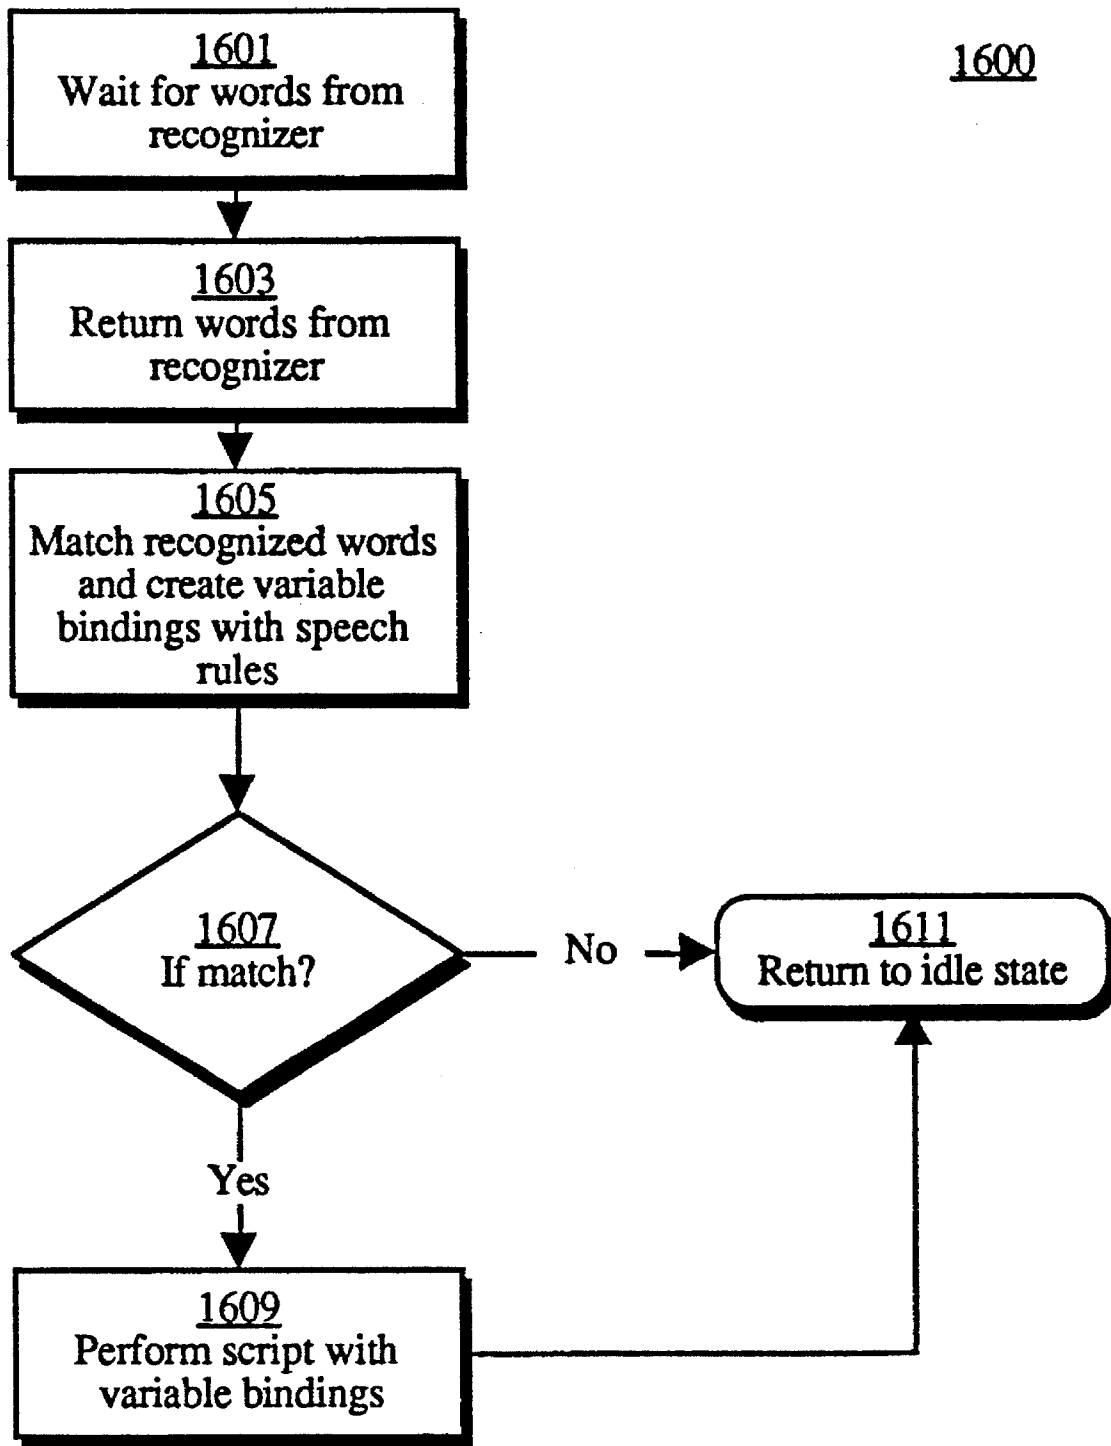 1600
1601
Wait for words from
recognizer
1603
Return words from
recognizer
1605
Match recognized words
and create variable
bindings with speech
rules
1607
If match?
No
1611
Return to idle state
Yes
1609
Perform script with
variable bindings